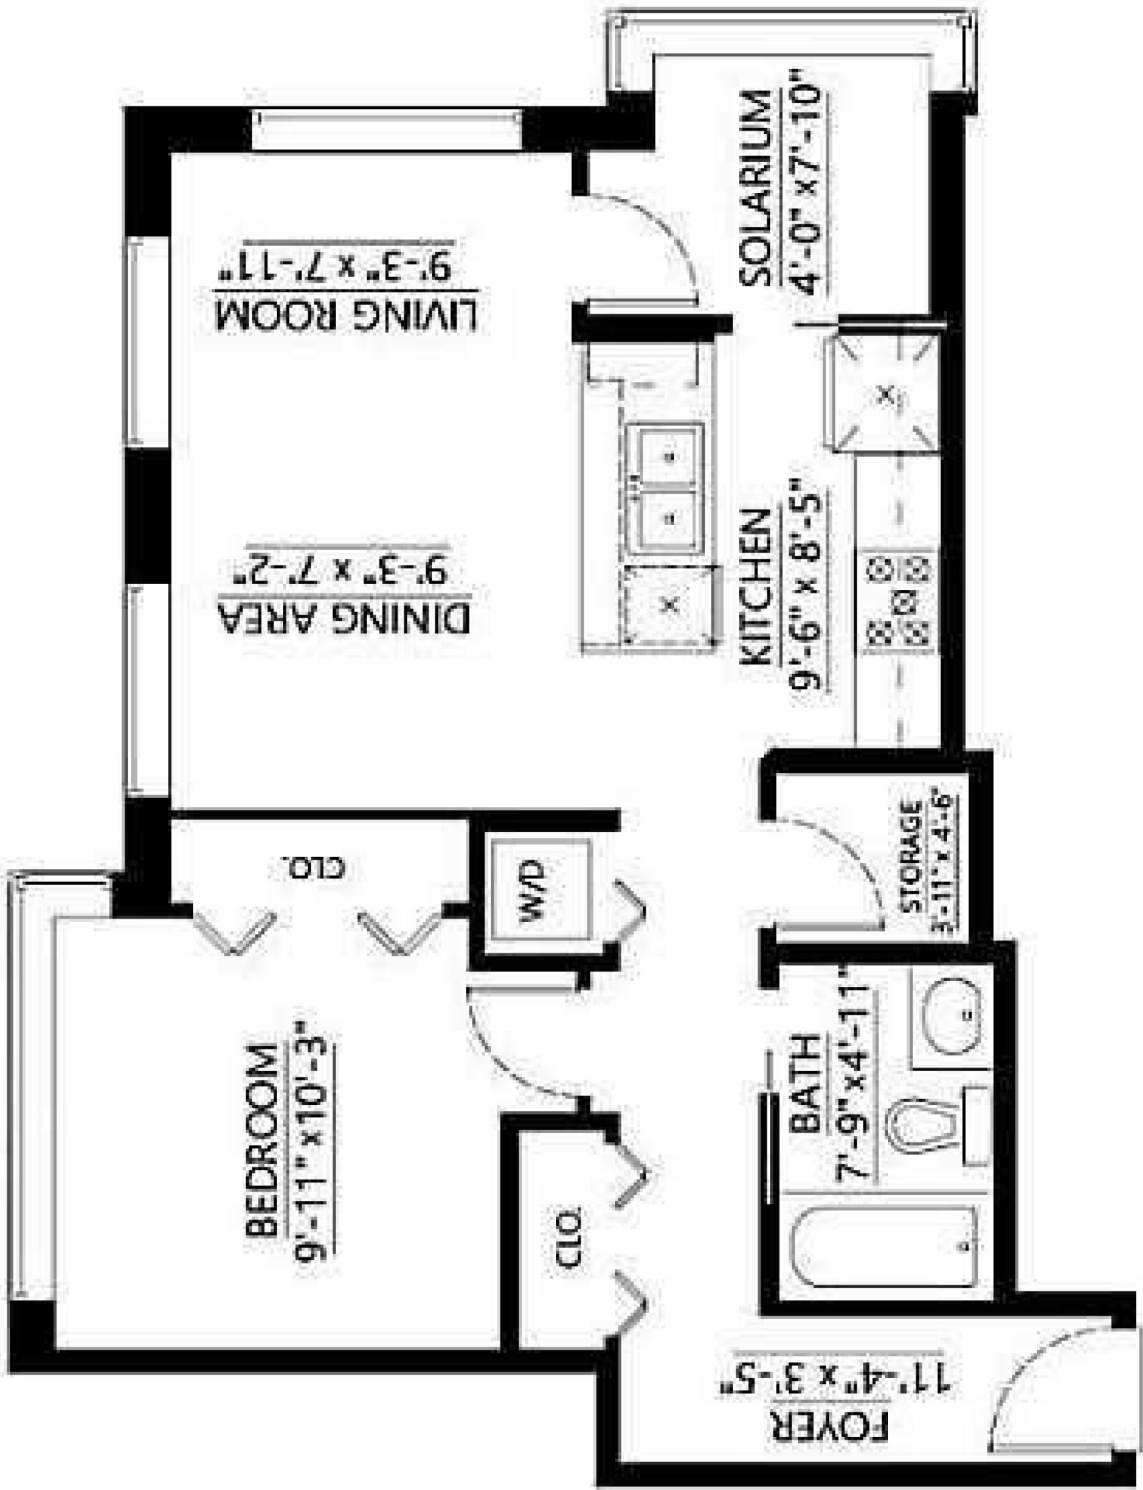 SOLARIUM
4'-0" x 7'-10"
LIVING ROOM
9'-3" x 7'-11"
DINING AREA
9'-3" x 7'-2"
KITCHEN
9'-6" x 8'-5"
STORAGE
3'-11" x 4'-6"
CLO.
W/D
BEDROOM
9'-11" x 10'-3"
BATH
7'-9" x 4'-11"
CLO.
FOYER
11'-4" x 3'-5"